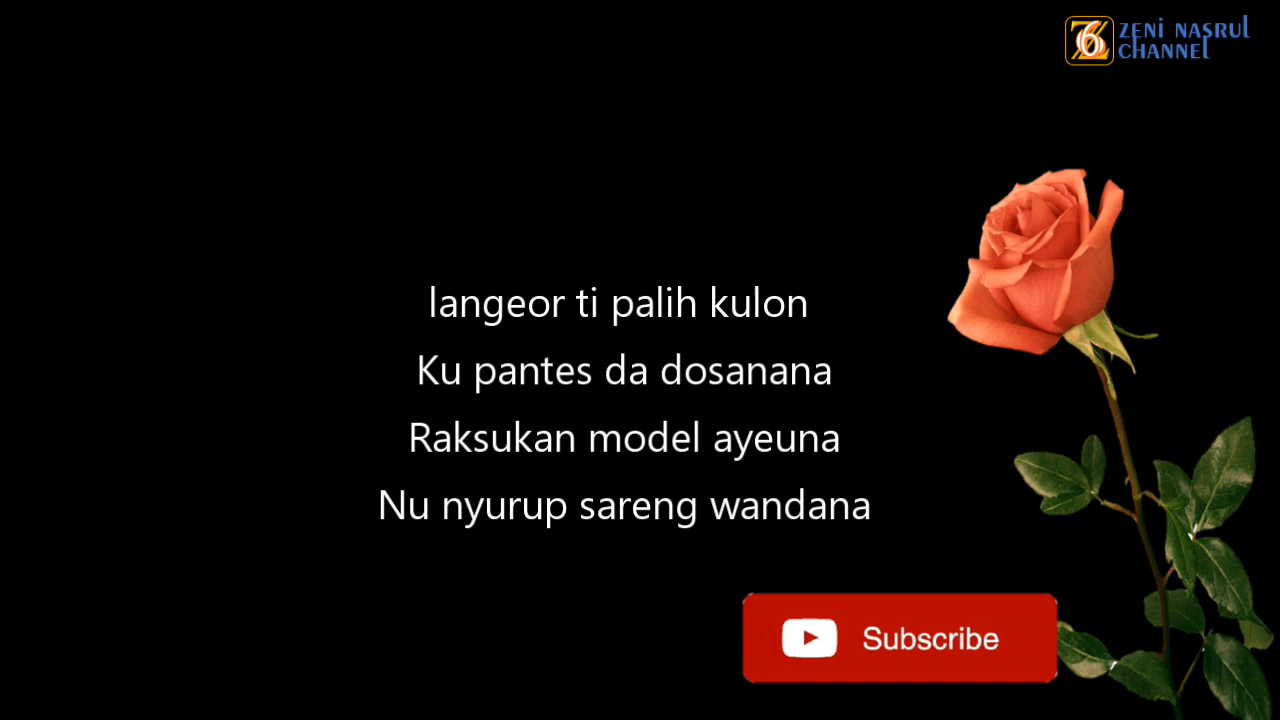 ZENI NASRUL
CHANNEL
langeor ti palih kulon
Ku pantes da dosanana
Raksukan model ayeuna
Nu nyurup sareng wandana
Subscribe